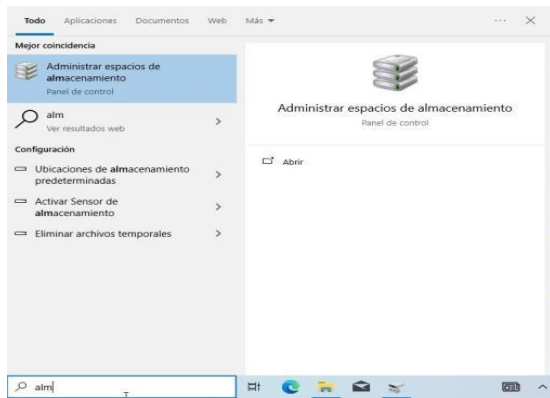 Todo Aplicaciones Documentos Web Más
Mejor coincidencia
Administrar espacios de
almacenamiento
Panel de control
alm
Ver resultados web
Configuración
Ubicaciones de almacenamiento
predeterminadas
Activar Sensor de
almacenamiento
Eliminar archivos temporales
Administrar espacios de almacenamiento
Panel de control
Abrir
alm